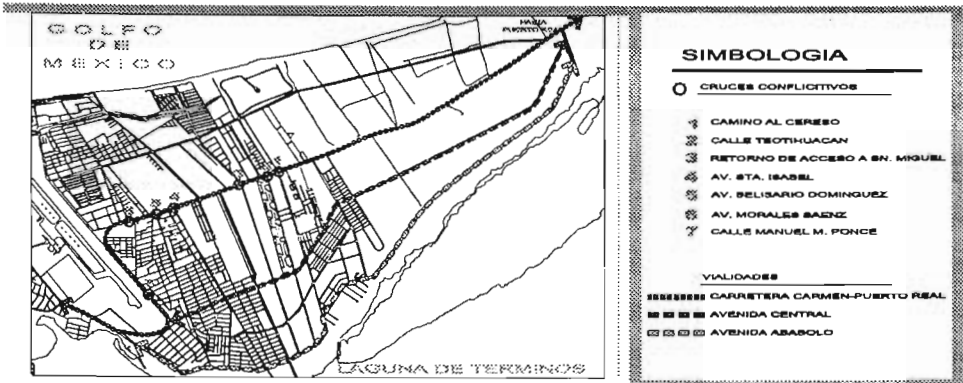 GOLFO
DE
MEXICO
HACIA
PUERTO REAL
LAGUNA DE TERMINOS
SIMBOLOGIA
CRUCES CONFLICITIVOS
CAMINO AL CERESO
CALLE TEOTIHUACAN
RETORNO DE ACCESO A SN. MIGUEL
AV. STA. ISABEL
AV. BELISARIO DOMINGUEZ
AV. MORALES SAENZ
CALLE MANUEL M. PONCE
VIALIDADES
CARRETERA CARMEN-PUERTO REAL
AVENIDA CENTRAL
AVENIDA ABABOLO